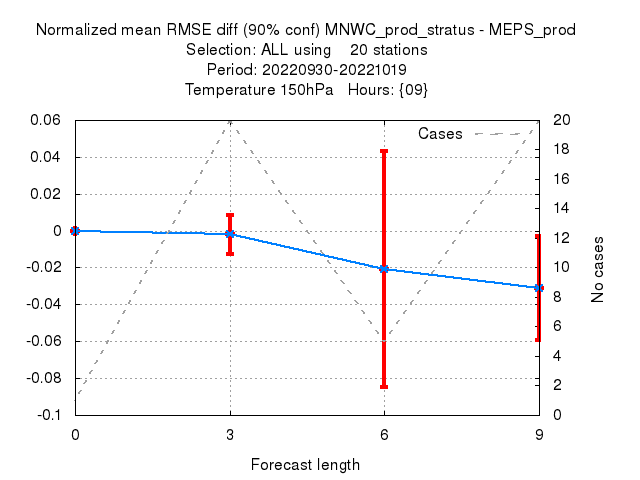 Normalized mean RMSE diff (90% conf) MNWC_prod_stratus - MEPS_prod
Selection: ALL using 20 stations
Period: 20220930-20221019
Temperature 150hPa Hours: {09}
Cases
0.06
0.04
0.02
0
-0.02
-0.04
-0.06
-0.08
-0.1
20
18
16
14
12
10
8
6
4
2
0
No cases
0 3 6 9
Forecast length